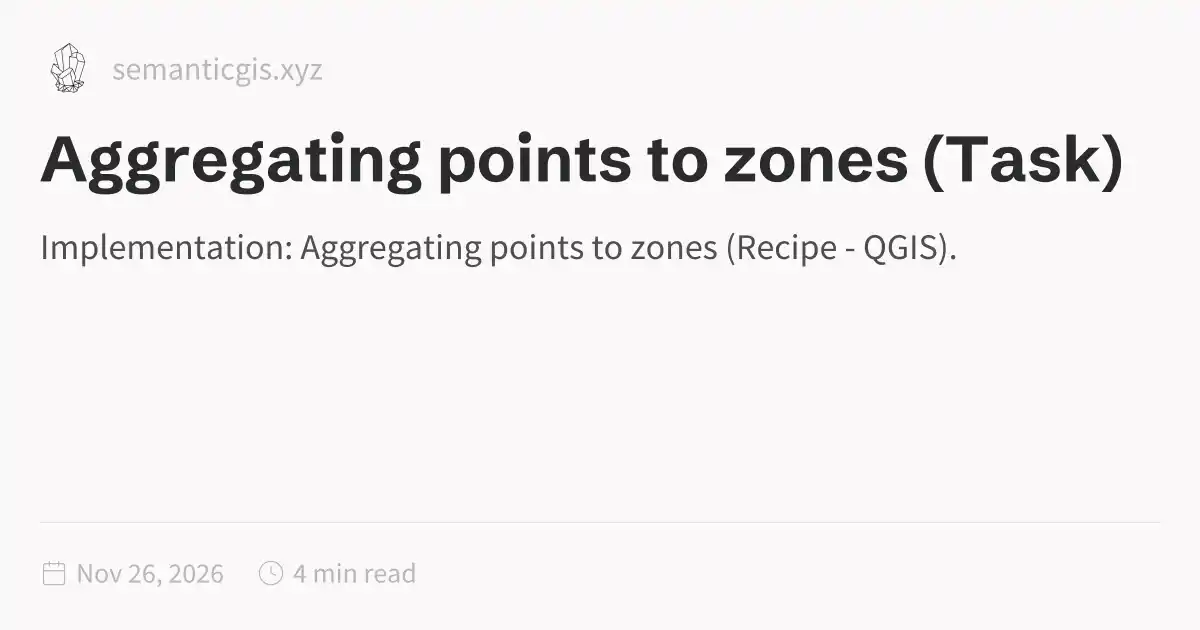 semanticgis.xyz
Aggregating points to zones (Task)
Implementation: Aggregating points to zones (Recipe - QGIS).
Nov 26, 2026 4 min read